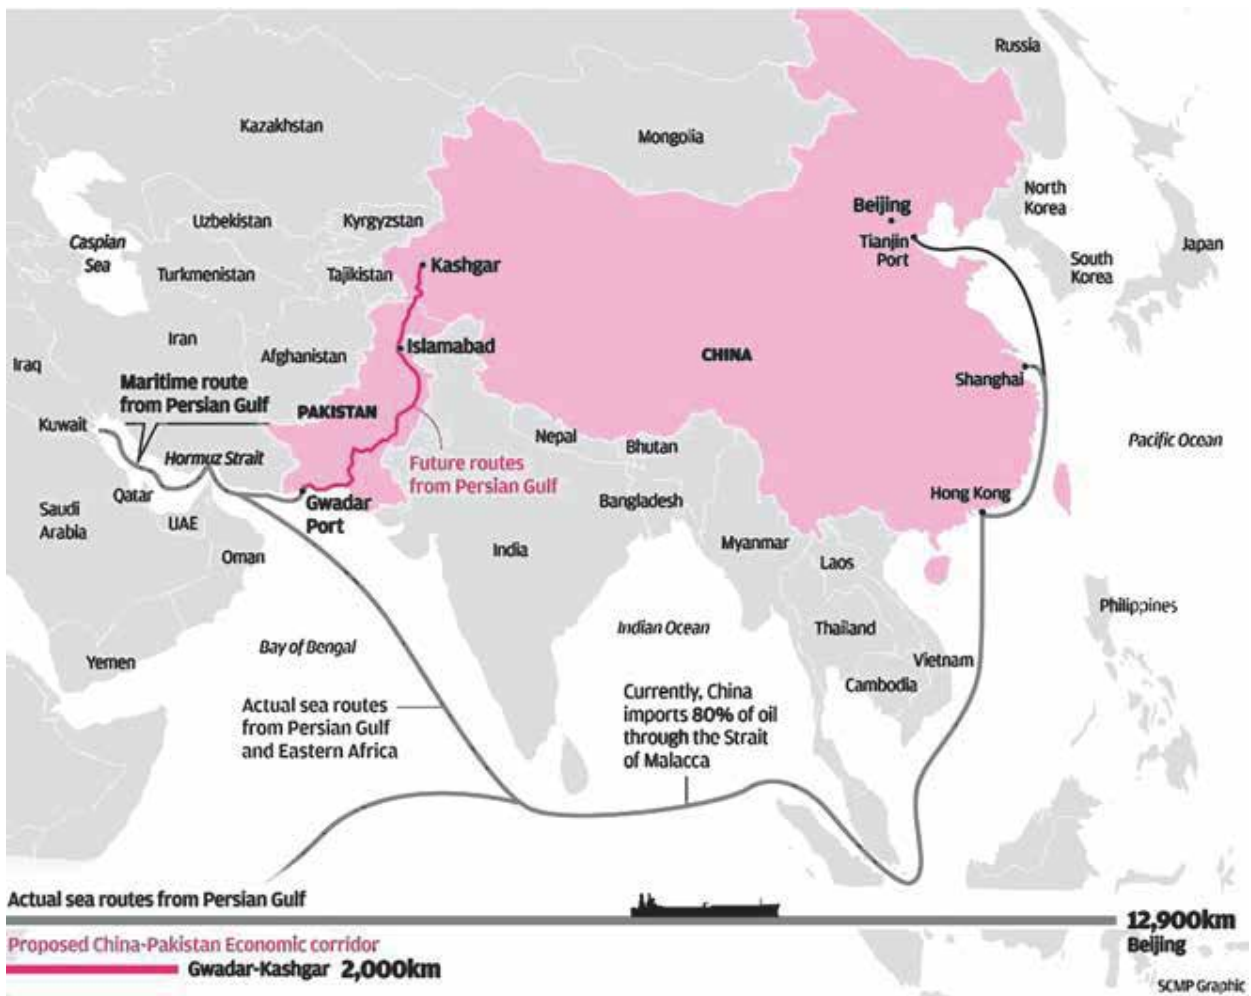 Russia
Kazakhstan
Mongolia
North
Korea
Beijing
Tianjin
Port
Uzbekistan
Kyrgyzstan
Caspian
Sea
Japan
South
Korea
Turkmenistan
Tajikistan
Kashgar
Iran
Afghanistan
Islamabad
CHINA
Iraq
Shanghai
Maritime route
from Persian Gulf
PAKISTAN
Kuwait
Nepal
Bhutan
Pacific Ocean
Hormuz Strait
Future routes
from Persian Gulf
Qatar
Gwadar
Port
Bangladesh
Hong Kong
Saudi
Arabia
UAE
Oman
India
Myanmar
Laos
Philippines
Bay of Bengal
Indian Ocean
Thailand
Yemen
Vietnam
Cambodia
Actual sea routes
from Persian Gulf
and Eastern Africa
Currently, China
imports 80% of oil
through the Strait
of Malacca
Actual sea routes from Persian Gulf
12,900km
Beijing
Proposed China-Pakistan Economic corridor
Gwadar-Kashgar 2,000km
SCMP Graphic